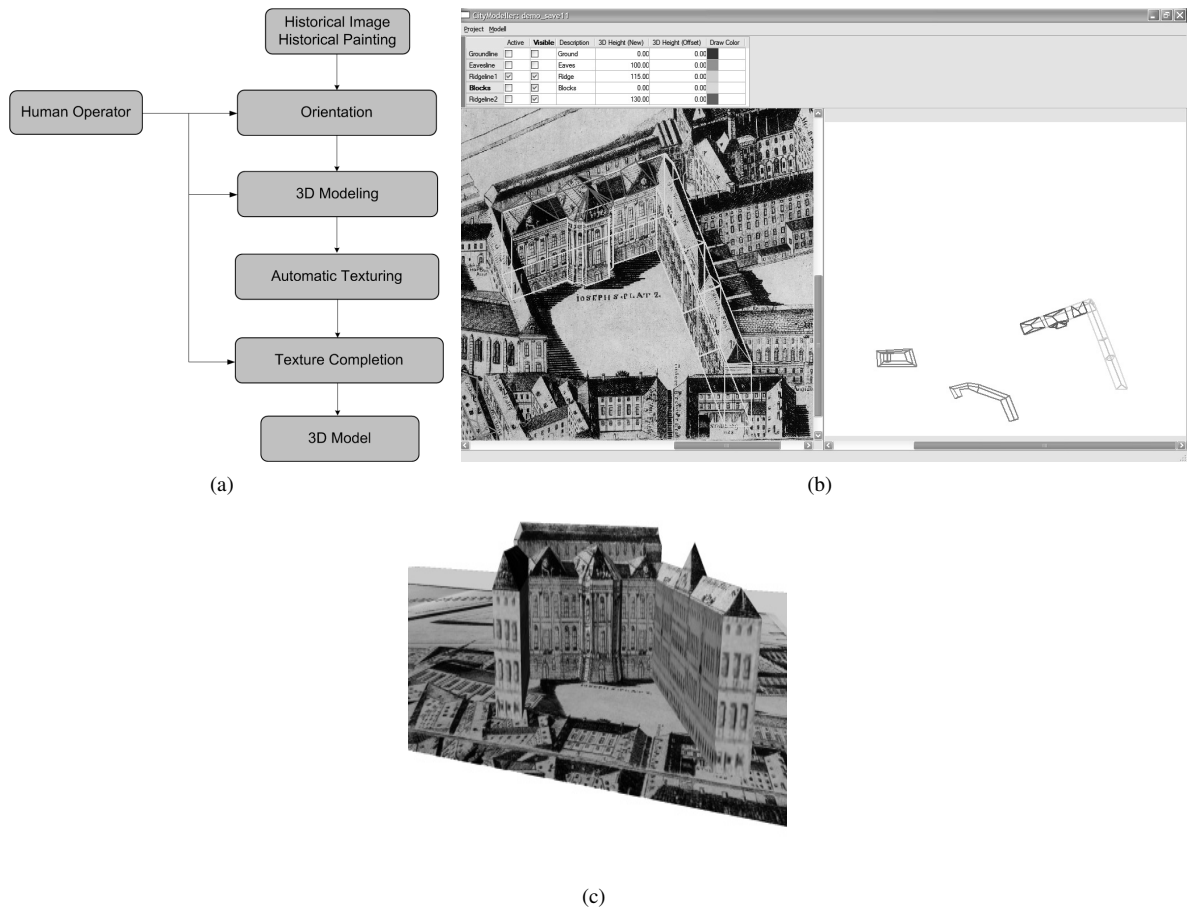 Historical Image
Historical Painting
Human Operator
Orientation
3D Modeling
Automatic Texturing
Texture Completion
3D Model
(a)
CityModeller: demo_save11
Project Modell
Active Visible Description 3D Height (New) 3D Height (Offset) Draw Color
Groundline Ground 0.00 0.00
Eavesline Eaves 100.00 0.00
Ridgeline1 Ridge 115.00 0.00
Blocks Blocks 0.00 0.00
Ridgeline2 130.00 0.00
IOSEPHS-PLATZ
(b)
(c)